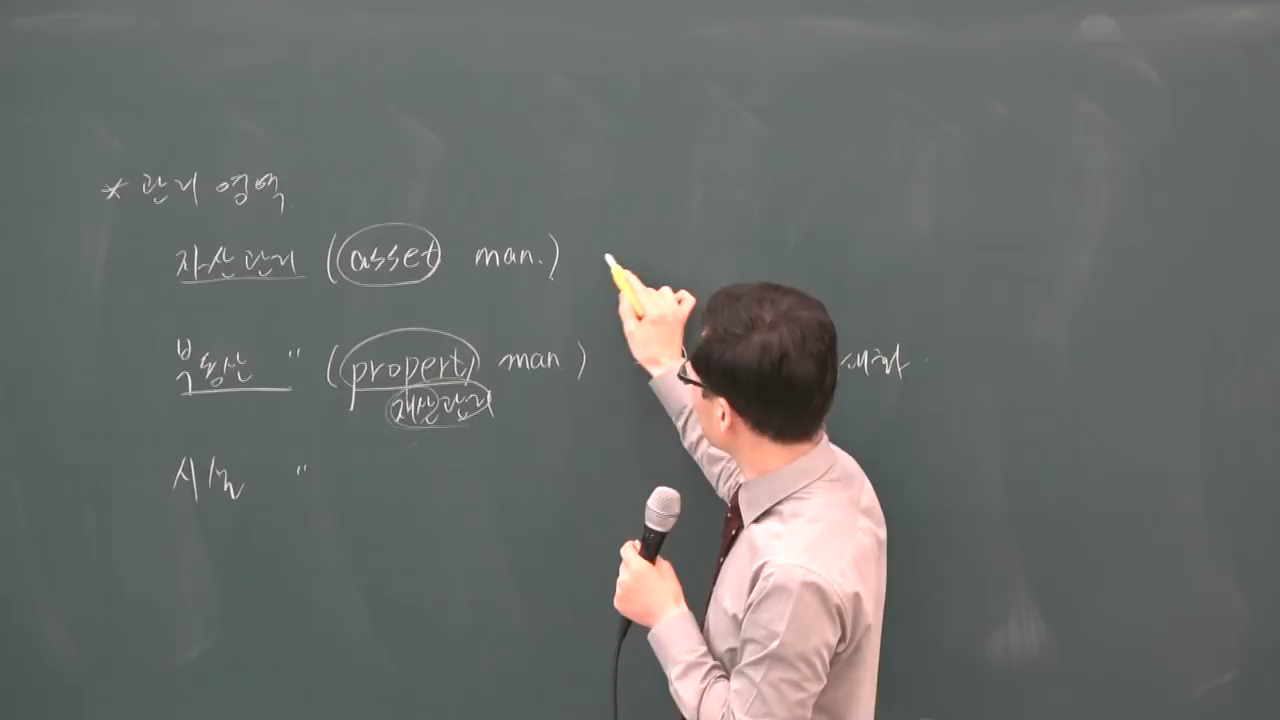 * 관리 영역
자산관리 (asset man.)
부동산 " (property man)
재산관리
시설 "